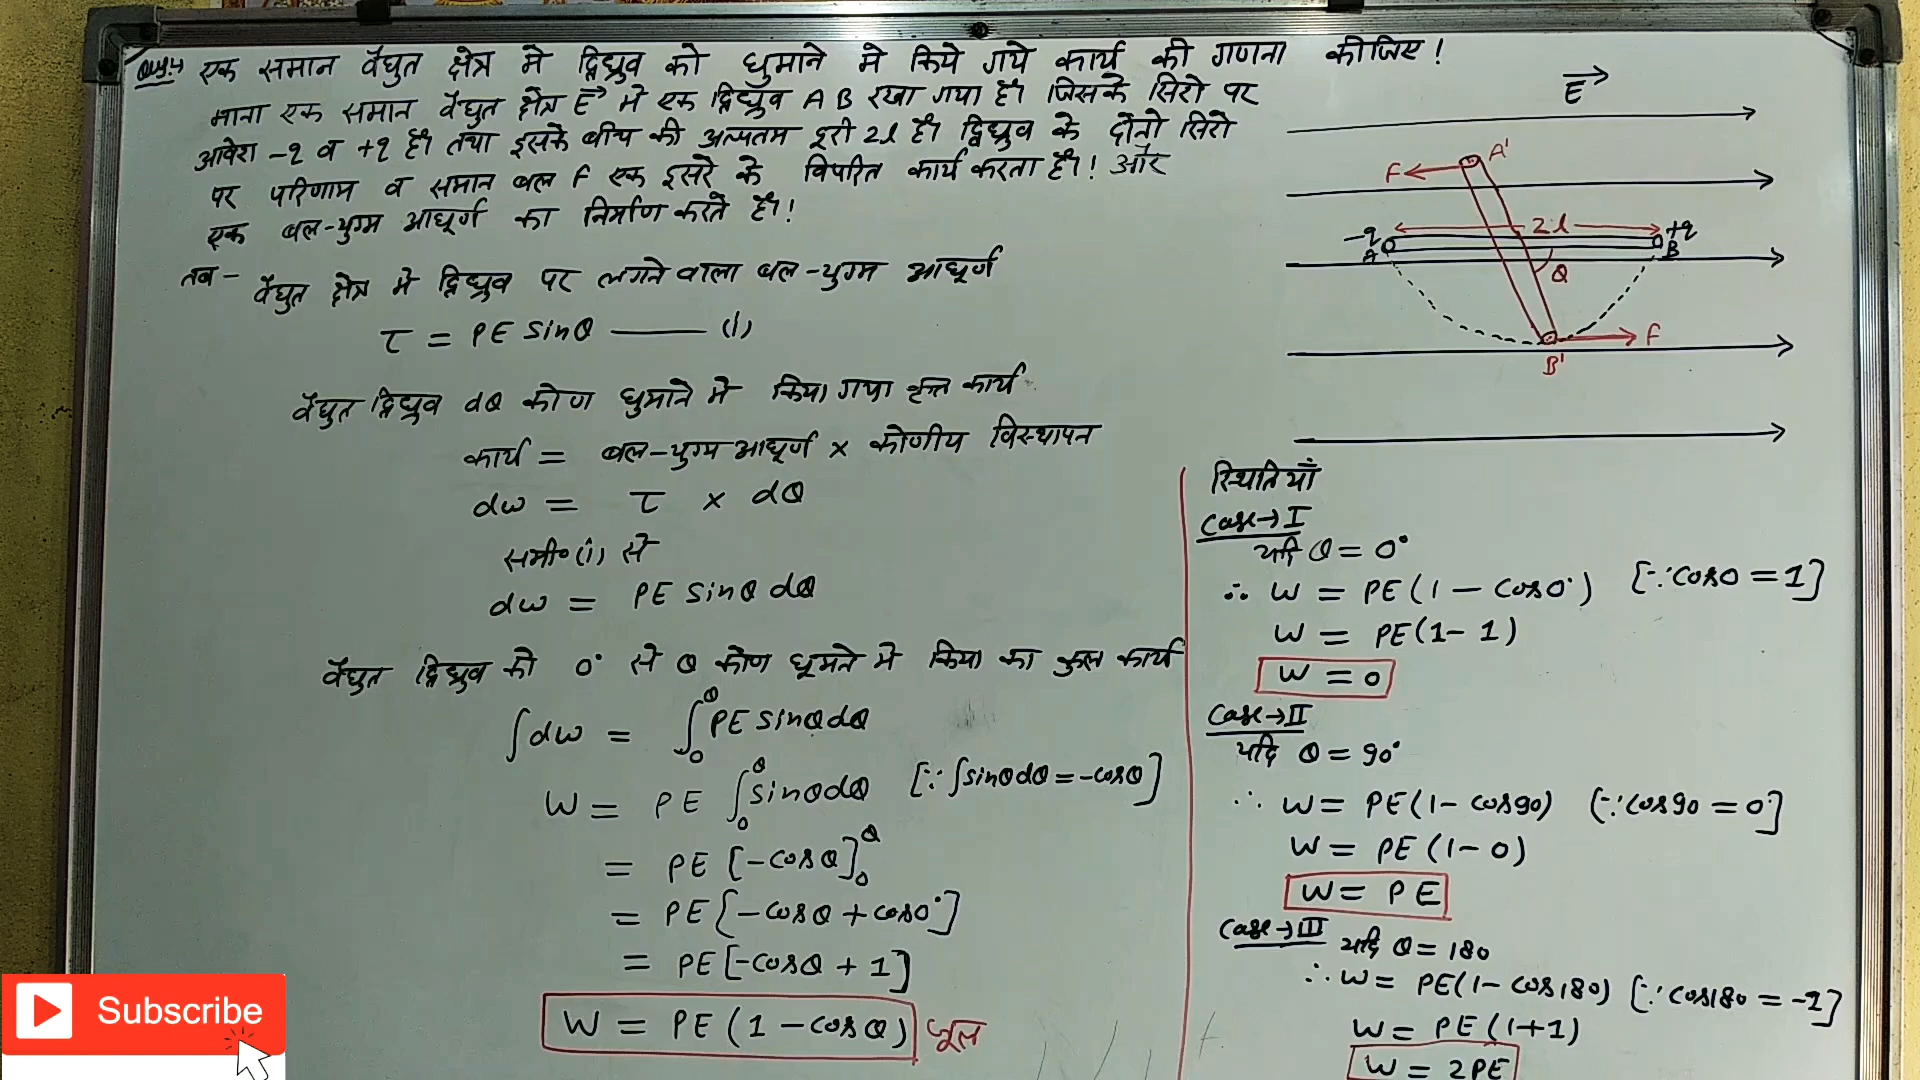 Qu.4 एक समान वैघुत क्षेत्र मे द्विध्रुव को घुमाने मे किये गये कार्य की गणना कीजिए!
माना एक समान वैघुत क्षेत्र E→ मे एक द्विध्रुव A B रखा गया है। जिसके सिरो पर
आवेश -q व +q है। तथा इसके बीच की अल्पतम दूरी 2l है। द्विध्रुव के दोनो सिरो
पर परिणाम व समान बल F एक दूसरे के विपरित कार्य करता है।! और
एक बल-युग्म आघूर्ण का निर्माण करते है।!
तब - वैघुत क्षेत्र मे द्विध्रुव पर लगने वाला बल-युग्म आघूर्ण
τ = PE sinθ —— (i)
वैघुत द्विध्रुव dθ कोण घुमाने मे किया गया कार्य
कार्य = बल-युग्म आघूर्ण x कोणीय विस्थापन
dw = τ x dθ
समी०(i) से
dw = PE sinθ dθ
वैघुत द्विध्रुव को 0° से θ कोण घूमने मे किया का कुल कार्य
∫dw = ∫₀^θ PE sinθdθ
W = PE ∫₀^θ sinθdθ [∵ ∫sinθdθ = -cosθ]
= PE [-cosθ]₀^θ
= PE [-cosθ + cos0°]
= PE [-cosθ + 1]
W = PE (1 - cosθ) जूल
E→
F
A'
2l
-q
A
+q
B
θ
F
B'
स्थितियाँ
Case→I
यदि θ = 0°
∴ W = PE (1 - cos0°) [∵ cos0 = 1]
W = PE (1 - 1)
W = 0
Case→II
यदि θ = 90°
∴ W = PE (1 - cos90) [∵ cos90 = 0]
W = PE (1 - 0)
W = PE
Case→III यदि θ = 180
∴ W = PE (1 - cos180) [∵ cos180 = -1]
W = PE (1+1)
W = 2PE
Subscribe